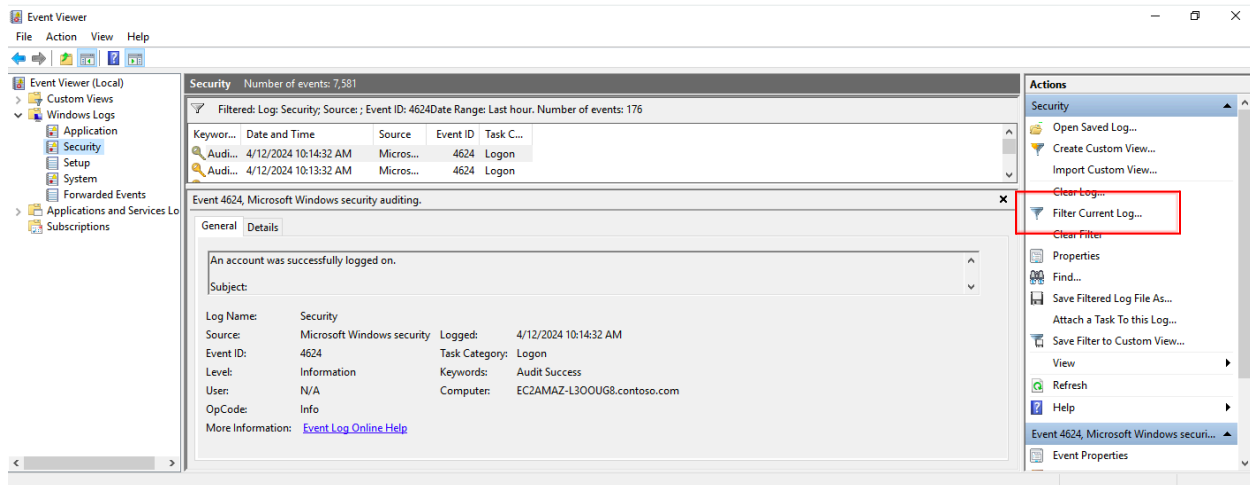 Event Viewer
File Action View Help
Event Viewer (Local)
Custom Views
Windows Logs
Application
Security
Setup
System
Forwarded Events
Applications and Services Lo
Subscriptions
Security Number of events: 7,581
Filtered: Log: Security; Source: ; Event ID: 4624Date Range: Last hour. Number of events: 176
Keywor... Date and Time Source Event ID Task C...
Audi... 4/12/2024 10:14:32 AM Micros... 4624 Logon
Audi... 4/12/2024 10:13:32 AM Micros... 4624 Logon
Event 4624, Microsoft Windows security auditing.
General Details
An account was successfully logged on.
Subject:
Log Name: Security
Source: Microsoft Windows security Logged: 4/12/2024 10:14:32 AM
Event ID: 4624 Task Category: Logon
Level: Information Keywords: Audit Success
User: N/A Computer: EC2AMAZ-L3OOUG8.contoso.com
OpCode: Info
More Information: Event Log Online Help
Actions
Security
Open Saved Log...
Create Custom View...
Import Custom View...
Clear Log...
Filter Current Log...
Clear Filter
Properties
Find...
Save Filtered Log File As...
Attach a Task To this Log...
Save Filter to Custom View...
View
Refresh
Help
Event 4624, Microsoft Windows securi...
Event Properties